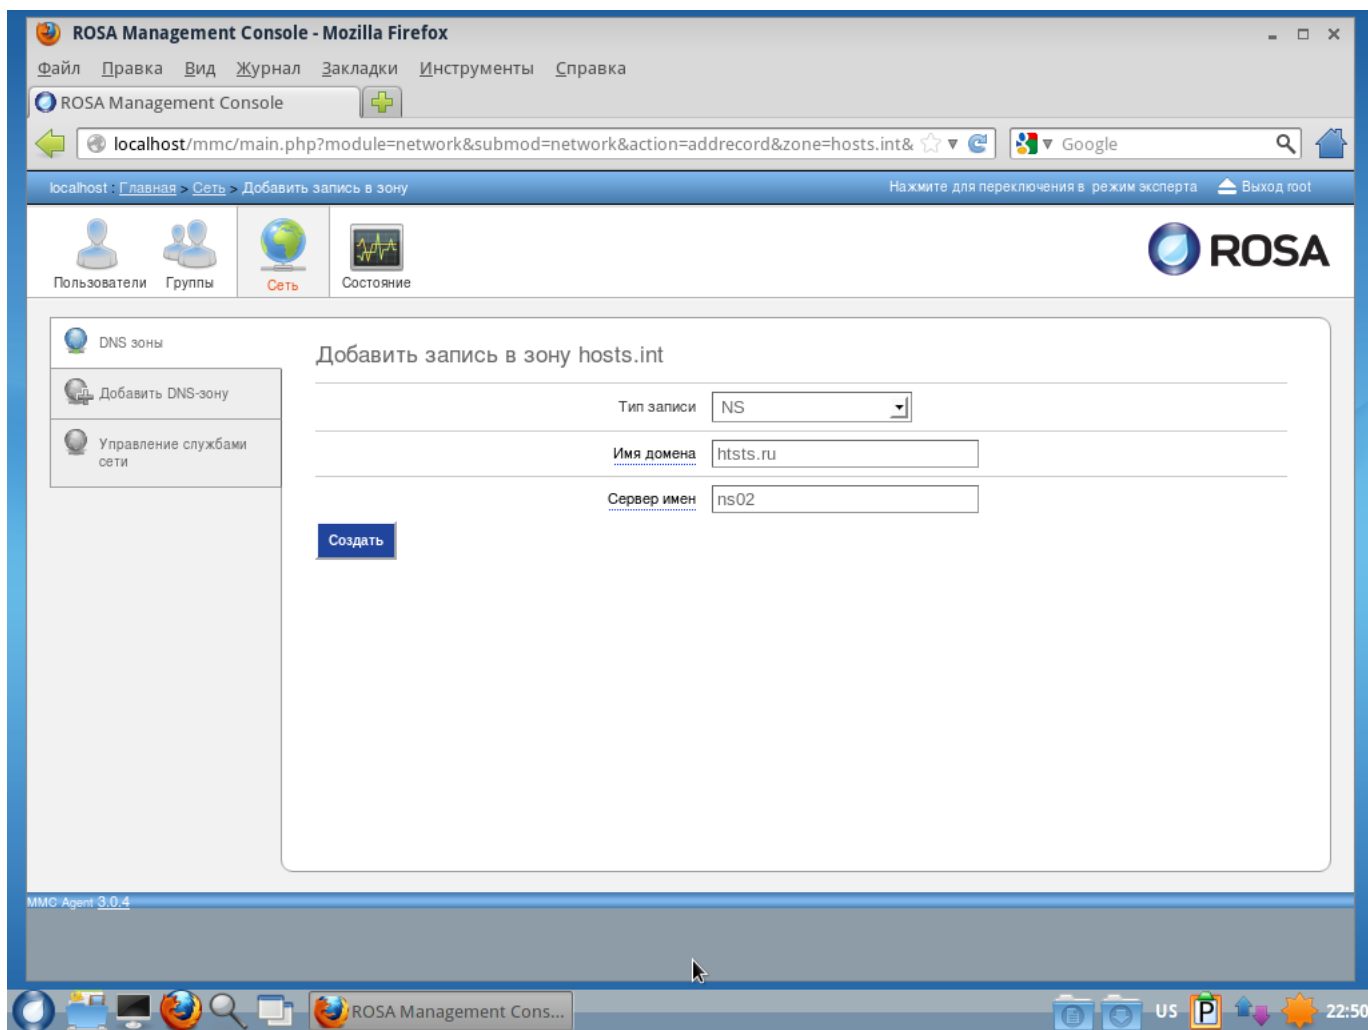 ROSA Management Console - Mozilla Firefox
Файл Правка Вид Журнал Закладки Инструменты Справка
ROSA Management Console
localhost/mmc/main.php?module=network&submod=network&action=addrecord&zone=hosts.int& Google
localhost : Главная > Сеть > Добавить запись в зону Нажмите для переключения в режим эксперта Выход root
Пользователи Группы Сеть Состояние
ROSA
DNS зоны
Добавить DNS-зону
Управление службами
сети
Добавить запись в зону hosts.int
Тип записи NS
Имя домена htsts.ru
Сервер имен ns02
Создать
MMC Agent 3.0.4
ROSA Management Cons... US P 22:50